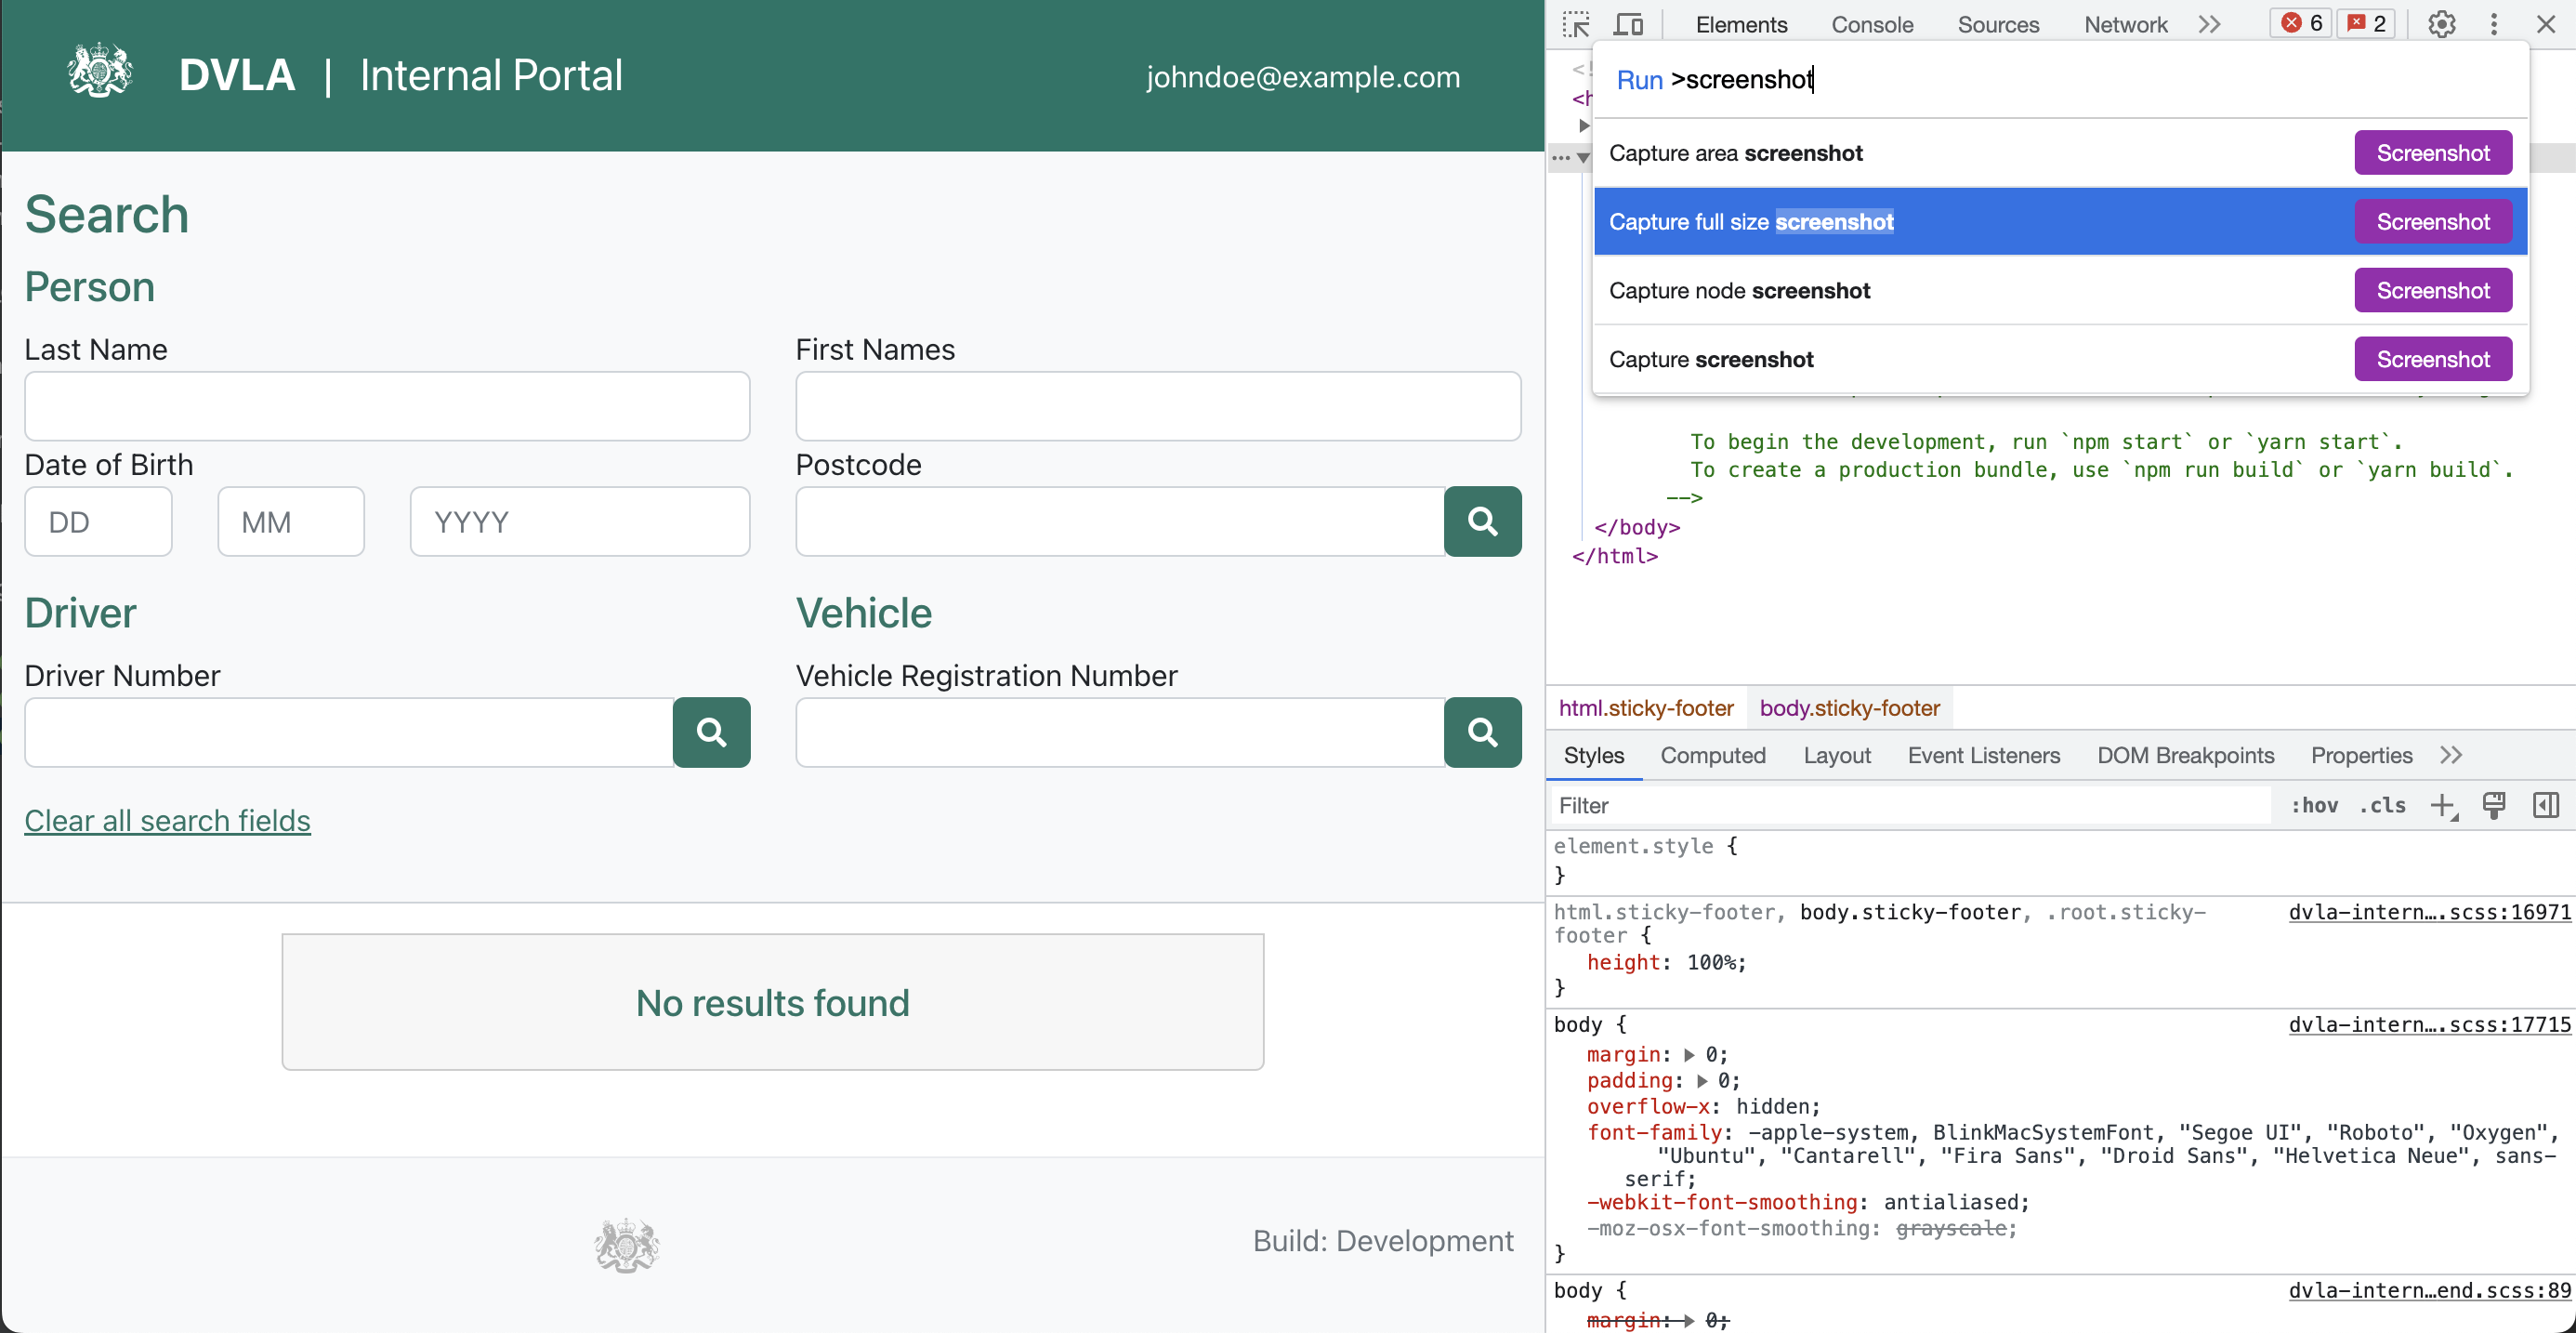 DVLA | Internal Portal
johndoe@example.com
Search
Person
Last Name
First Names
Date of Birth
Postcode
DD
MM
YYYY
Driver
Vehicle
Driver Number
Vehicle Registration Number
Clear all search fields
No results found
Build: Development
Elements
Console
Sources
Network
6
2
Run >screenshot
Capture area screenshot
Screenshot
Capture full size screenshot
Screenshot
Capture node screenshot
Screenshot
Capture screenshot
Screenshot
To begin the development, run `npm start` or `yarn start`.
To create a production bundle, use `npm run build` or `yarn build`.
-->
</body>
</html>
html.sticky-footer
body.sticky-footer
Styles
Computed
Layout
Event Listeners
DOM Breakpoints
Properties
Filter
:hov
.cls
element.style {
}
html.sticky-footer, body.sticky-footer, .root.sticky-
footer {
dvla-intern….scss:16971
height: 100%;
}
body {
dvla-intern….scss:17715
margin: 0;
padding: 0;
overflow-x: hidden;
font-family: -apple-system, BlinkMacSystemFont, "Segoe UI", "Roboto", "Oxygen",
"Ubuntu", "Cantarell", "Fira Sans", "Droid Sans", "Helvetica Neue", sans-
serif;
-webkit-font-smoothing: antialiased;
-moz-osx-font-smoothing: grayscale;
}
body {
dvla-intern…end.scss:89
margin: 0;